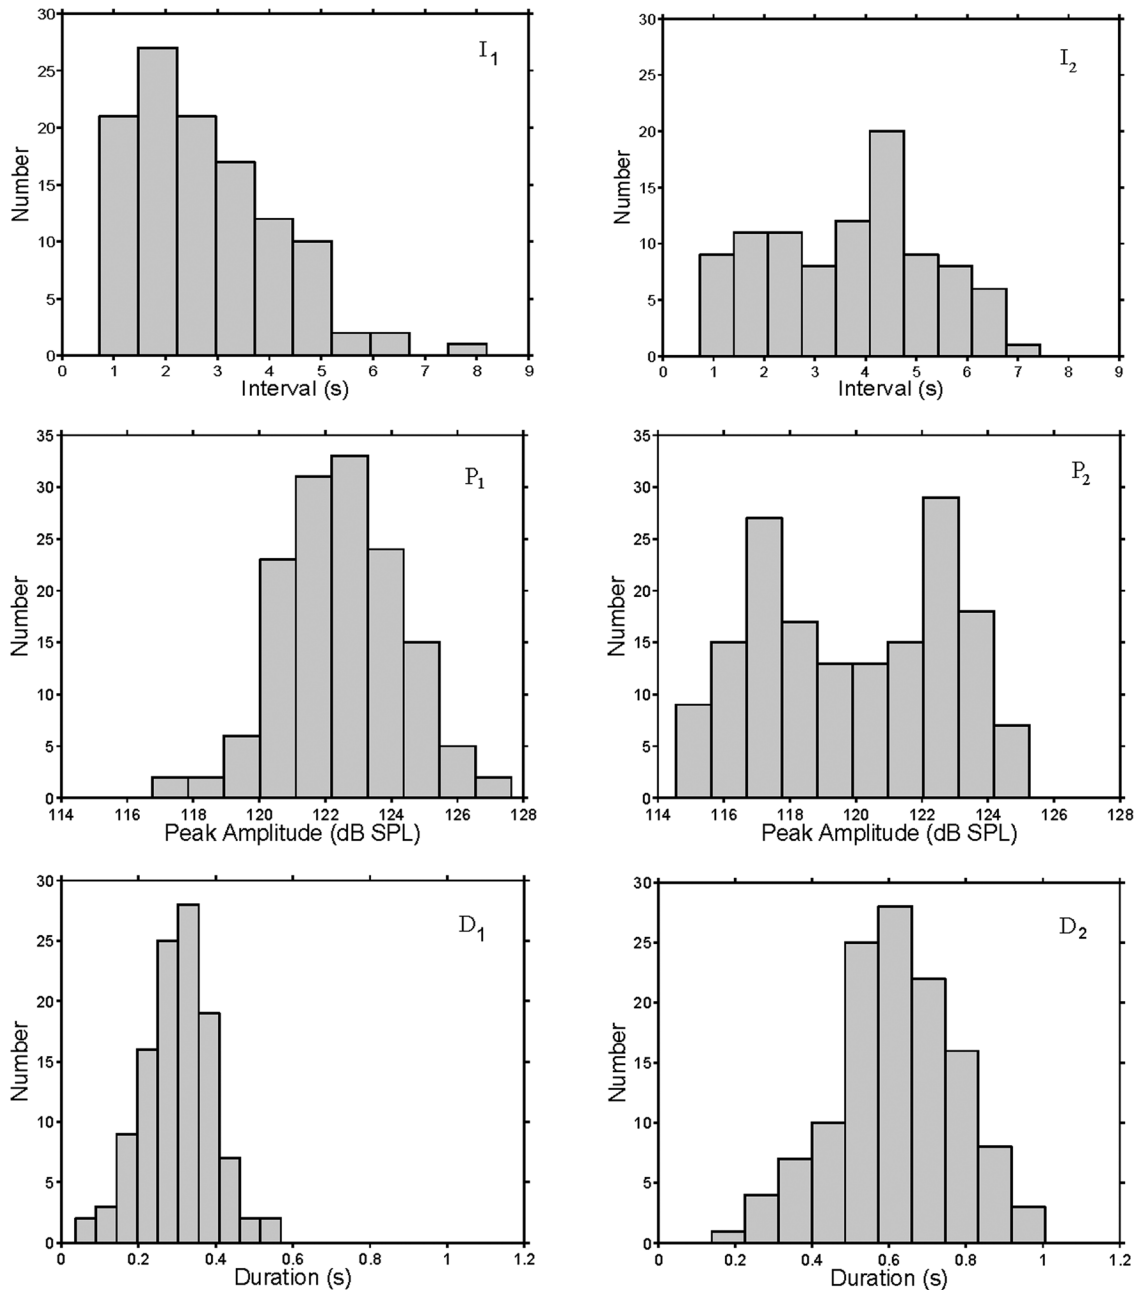 I1
30
25
20
15
10
5
0
Number
0 1 2 3 4 5 6 7 8 9
Interval (s)
I2
30
25
20
15
10
5
0
Number
0 1 2 3 4 5 6 7 8 9
Interval (s)
P1
35
30
25
20
15
10
5
0
Number
114 116 118 120 122 124 126 128
Peak Amplitude (dB SPL)
P2
35
30
25
20
15
10
5
0
Number
114 116 118 120 122 124 126 128
Peak Amplitude (dB SPL)
D1
30
25
20
15
10
5
0
Number
0 0.2 0.4 0.6 0.8 1 1.2
Duration (s)
D2
30
25
20
15
10
5
0
Number
0 0.2 0.4 0.6 0.8 1 1.2
Duration (s)